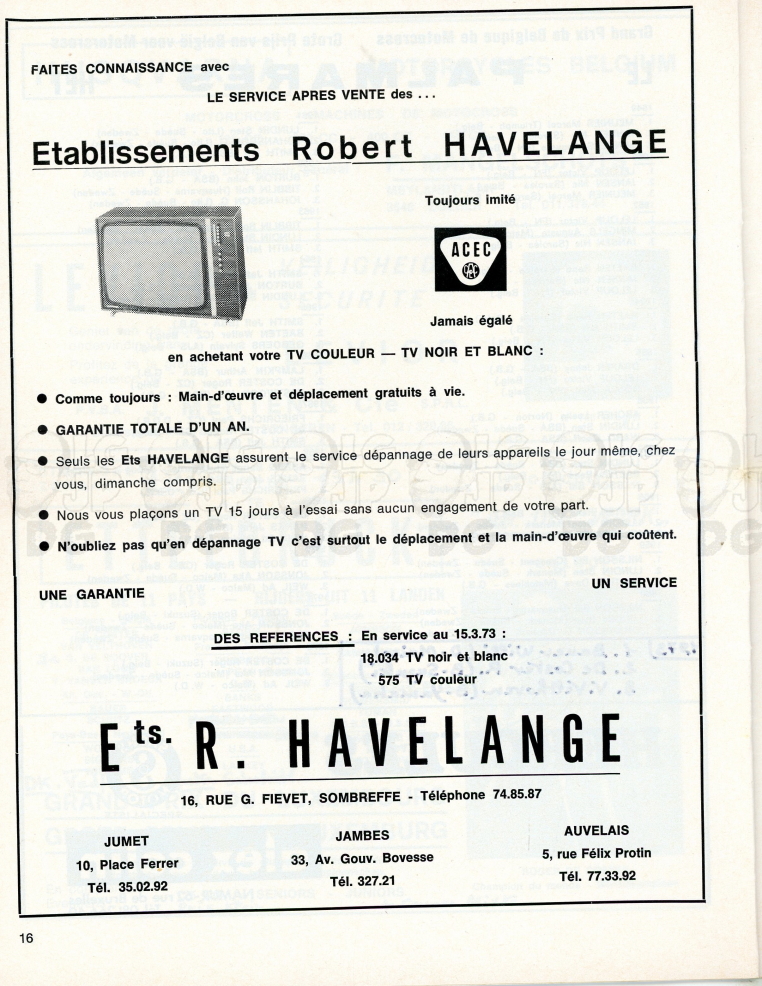 FAITES CONNAISSANCE avec
LE SERVICE APRES VENTE des ...
Etablissements Robert HAVELANGE
Toujours imité
ACEC
Jamais égalé
en achetant votre TV COULEUR — TV NOIR ET BLANC :
● Comme toujours : Main-d'œuvre et déplacement gratuits à vie.
● GARANTIE TOTALE D'UN AN.
● Seuls les Ets HAVELANGE assurent le service dépannage de leurs appareils le jour même, chez
vous, dimanche compris.
● Nous vous plaçons un TV 15 jours à l'essai sans aucun engagement de votre part.
● N'oubliez pas qu'en dépannage TV c'est surtout le déplacement et la main-d'œuvre qui coûtent.
UNE GARANTIE
UN SERVICE
DES REFERENCES : En service au 15.3.73 :
18.034 TV noir et blanc
575 TV couleur
Ets. R. HAVELANGE
16, RUE G. FIEVET, SOMBREFFE - Téléphone 74.85.87
JUMET
10, Place Ferrer
Tél. 35.02.92
JAMBES
33, Av. Gouv. Bovesse
Tél. 327.21
AUVELAIS
5, rue Félix Protin
Tél. 77.33.92
16